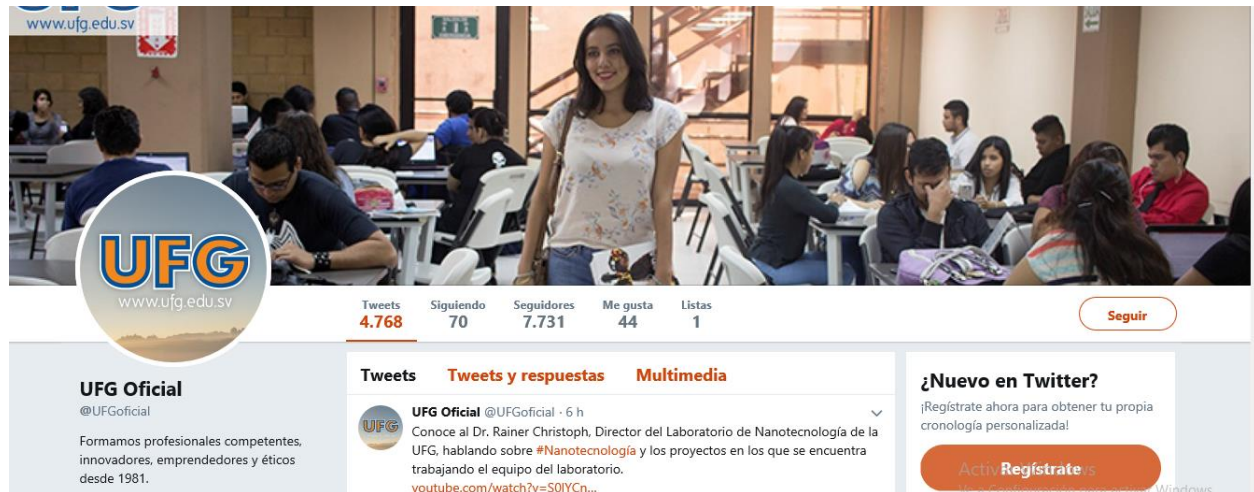 www.ufg.edu.sv
UFG
www.ufg.edu.sv
Tweets
4.768
Siguiendo
70
Seguidores
7.731
Me gusta
44
Listas
1
Seguir
UFG Oficial
@UFGoficial
Formamos profesionales competentes,
innovadores, emprendedores y éticos
desde 1981.
Tweets Tweets y respuestas Multimedia
UFG
UFG Oficial @UFGoficial · 6 h
Conoce al Dr. Rainer Christoph, Director del Laboratorio de Nanotecnología de la
UFG, hablando sobre #Nanotecnología y los proyectos en los que se encuentra
trabajando el equipo del laboratorio.
youtube.com/watch?v=S0lYCn...
¿Nuevo en Twitter?
¡Regístrate ahora para obtener tu propia
cronología personalizada!
Regístrate
Windows